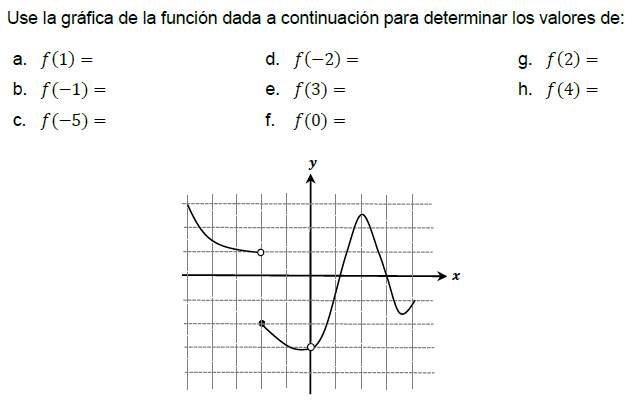 Use la gráfica de la función dada a continuación para determinar los valores de:
a. f(1) = d. f(−2) = g. f(2) =
b. f(−1) = e. f(3) = h. f(4) =
c. f(−5) = f. f(0) =
y
x